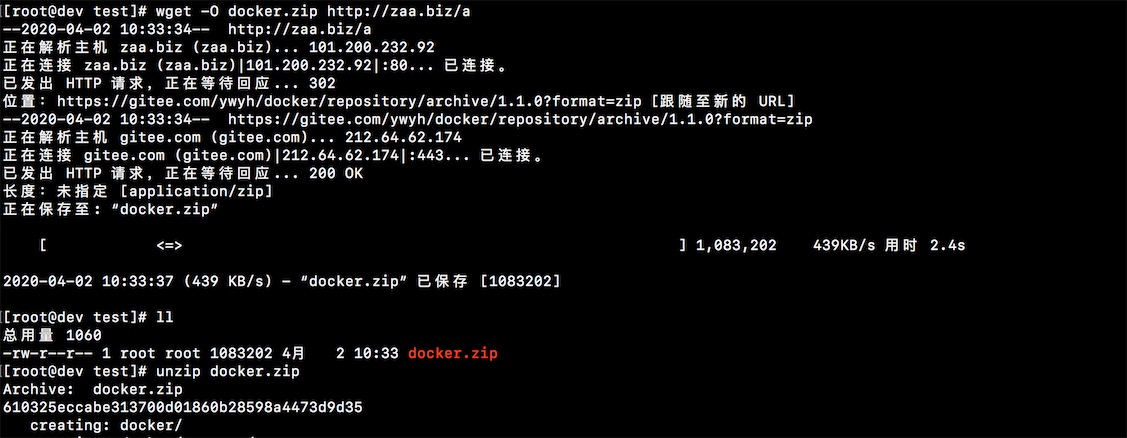 [root@dev test]# wget -O docker.zip http://zaa.biz/a
--2020-04-02 10:33:34--  http://zaa.biz/a
正在解析主机 zaa.biz (zaa.biz)... 101.200.232.92
正在连接 zaa.biz (zaa.biz)|101.200.232.92|:80... 已连接。
已发出 HTTP 请求，正在等待回应... 302
位置：https://gitee.com/ywyh/docker/repository/archive/1.1.0?format=zip [跟随至新的 URL]
--2020-04-02 10:33:34--  https://gitee.com/ywyh/docker/repository/archive/1.1.0?format=zip
正在解析主机 gitee.com (gitee.com)... 212.64.62.174
正在连接 gitee.com (gitee.com)|212.64.62.174|:443... 已连接。
已发出 HTTP 请求，正在等待回应... 200 OK
长度：未指定 [application/zip]
正在保存至: “docker.zip”
[ <=> ] 1,083,202 439KB/s 用时 2.4s
2020-04-02 10:33:37 (439 KB/s) - “docker.zip” 已保存 [1083202]
[root@dev test]# ll
总用量 1060
-rw-r--r-- 1 root root 1083202 4月 2 10:33 docker.zip
[root@dev test]# unzip docker.zip
Archive:  docker.zip
610325eccabe313700d01860b28598a4473d9d35
creating: docker/